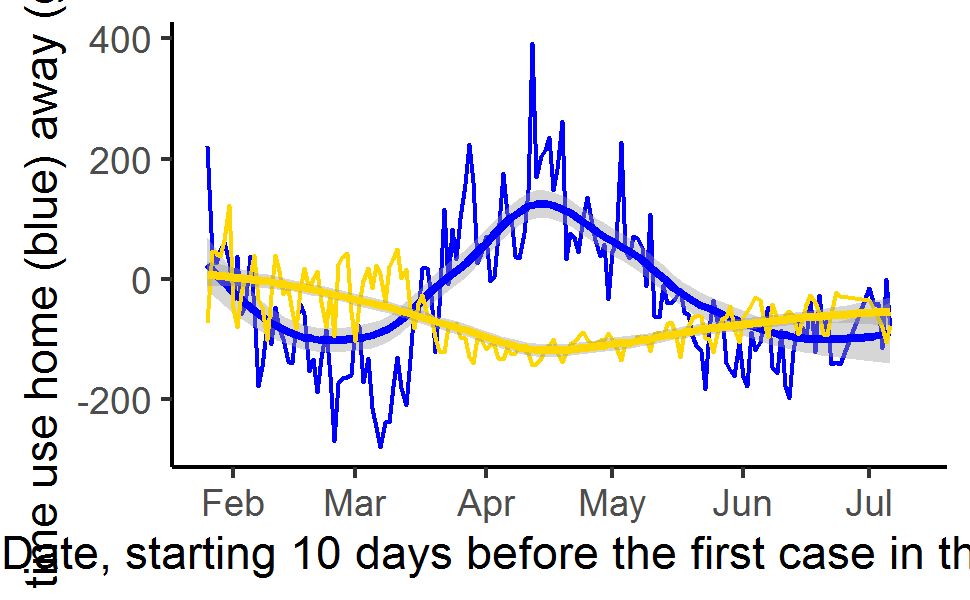 time use home (blue) away (
400
200
0
-200
Feb Mar Apr May Jun Jul
Date, starting 10 days before the first case in th